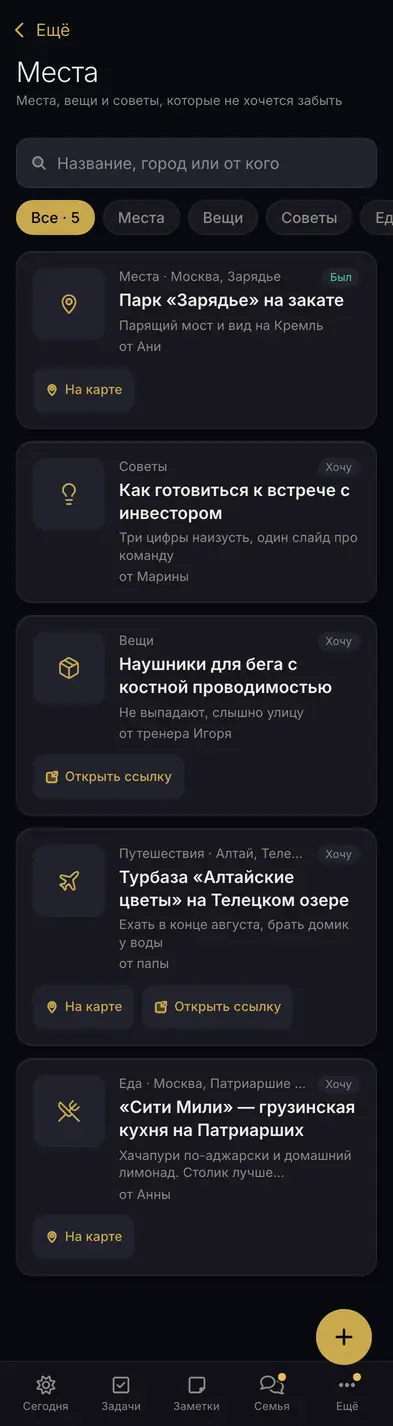 Ещё
Места
Места, вещи и советы, которые не хочется забыть
Название, город или от кого
Все · 5
Места
Вещи
Советы
Ед
Места · Москва, Зарядье
Был
Парк «Зарядье» на закате
Парящий мост и вид на Кремль
от Ани
На карте
Советы
Хочу
Как готовиться к встрече с
инвестором
Три цифры наизусть, один слайд про
команду
от Марины
Вещи
Хочу
Наушники для бега с
костной проводимостью
Не выпадают, слышно улицу
от тренера Игоря
Открыть ссылку
Путешествия · Алтай, Теле...
Хочу
Турбаза «Алтайские
цветы» на Телецком озере
Ехать в конце августа, брать домик
у воды
от папы
На карте
Открыть ссылку
Еда · Москва, Патриаршие ...
Хочу
«Сити Мили» — грузинская
кухня на Патриарших
Хачапури по-аджарски и домашний
лимонад. Столик лучше...
от Анны
На карте
Сегодня
Задачи
Заметки
Семья
Ещё